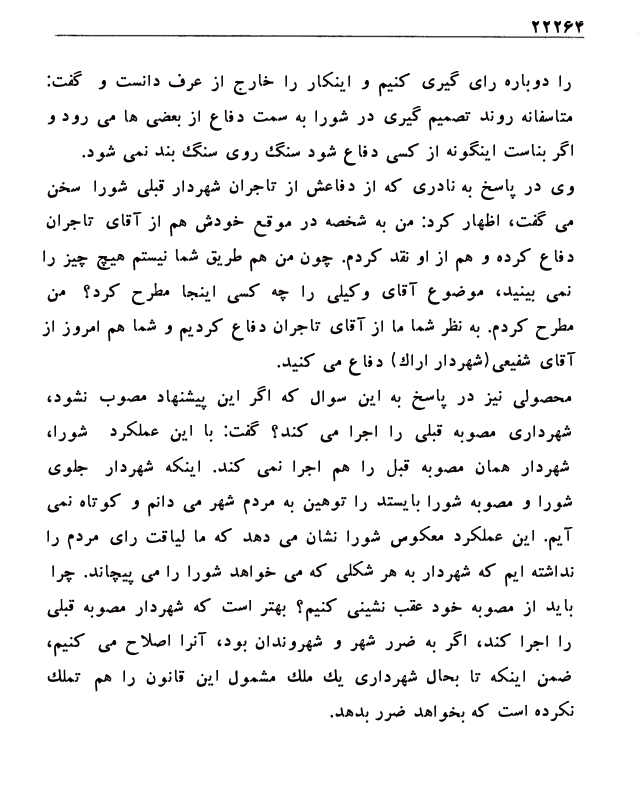 ۲۲۲۶۴
را دوباره رای گیری کنیم و اینکار را خارج از عرف دانست و گفت:
متاسفانه روند تصمیم گیری در شورا به سمت دفاع از بعضی ها می رود و
اگر بناست اینگونه از کسی دفاع شود سنگ روی سنگ بند نمی شود.
وی در پاسخ به نادری که از دفاعش از تاجران شهردار قبلی شورا سخن
می گفت، اظهار کرد: من به شخصه در موقع خودش هم از آقای تاجران
دفاع کرده و هم از او نقد کردم. چون من هم طریق شما نیستم هیچ چیز را
نمی بینید، موضوع آقای وکیلی را چه کسی اینجا مطرح کرد؟ من
مطرح کردم. به نظر شما ما از آقای تاجران دفاع کردیم و شما هم امروز از
آقای شفیعی(شهردار اراک) دفاع می کنید.
محصولی نیز در پاسخ به این سوال که اگر این پیشنهاد مصوب نشود،
شهرداری مصوبه قبلی را اجرا می کند؟ گفت: با این عملکرد شورا،
شهردار همان مصوبه قبل را هم اجرا نمی کند. اینکه شهردار جلوی
شورا و مصوبه شورا بایستد را توهین به مردم شهر می دانم و کوتاه نمی
آیم. این عملکرد معکوس شورا نشان می دهد که ما لیاقت رای مردم را
نداشته ایم که شهردار به هر شکلی که می خواهد شورا را می پیچاند. چرا
باید از مصوبه خود عقب نشینی کنیم؟ بهتر است که شهردار مصوبه قبلی
را اجرا کند، اگر به ضرر شهر و شهروندان بود، آنرا اصلاح می کنیم،
ضمن اینکه تا بحال شهرداری یك ملك مشمول این قانون را هم تملك
نکرده است که بخواهد ضرر بدهد.